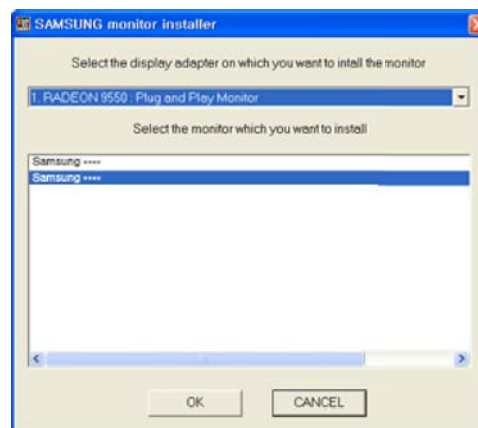 SAMSUNG monitor installer
Select the display adapter on which you want to intall the monitor
1. RADEON 9550 : Plug and Play Monitor
Select the monitor which you want to install
Samsung ****
Samsung ****
OK
CANCEL